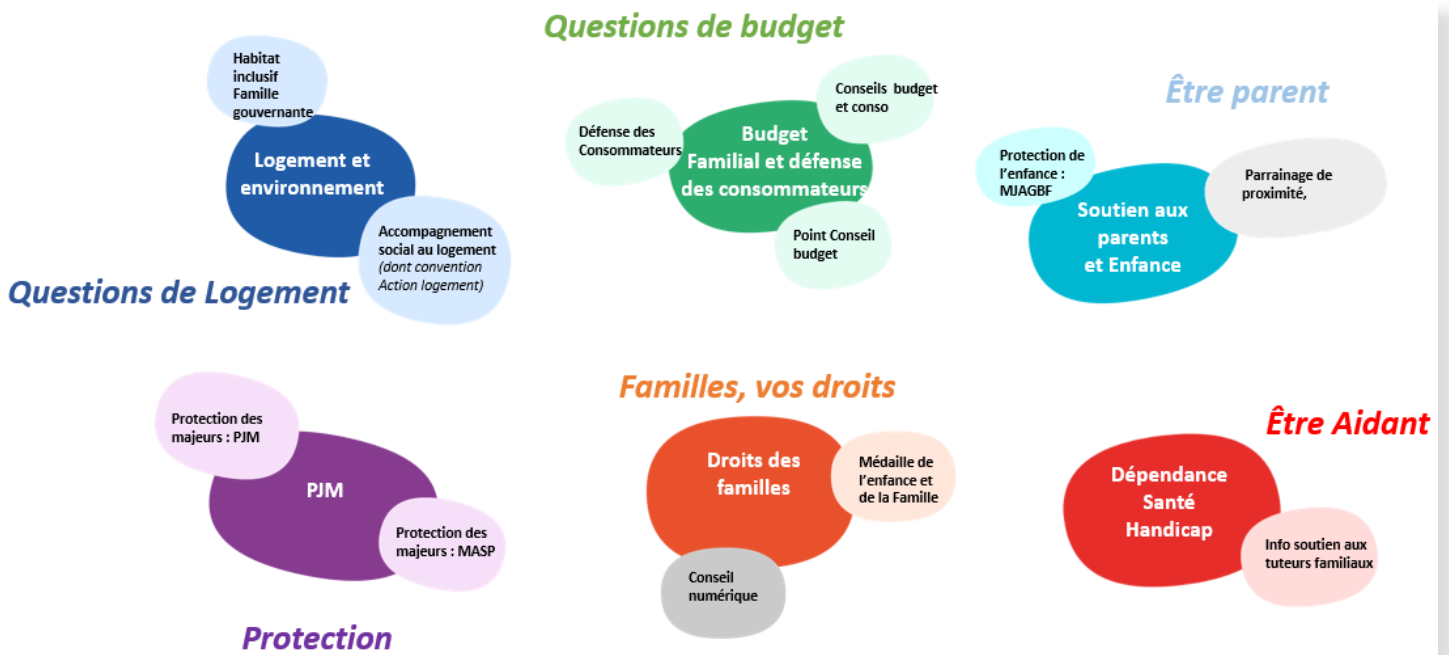 Questions de budget
Habitat
inclusif
Famille
gouvernante
Logement et
environnement
Accompagnement
social au logement
(dont convention
Action logement)
Questions de Logement
Défense des
Consommateurs
Conseils budget
et conso
Budget
Familial et défense
des consommateurs
Point Conseil
budget
Être parent
Protection de
l'enfance :
MJAGBF
Parrainage de
proximité,
Soutien aux
parents
et Enfance
Protection des
majeurs : PJM
PJM
Protection des
majeurs : MASP
Protection
Familles, vos droits
Droits des
familles
Médaille de
l'enfance et
de la Famille
Conseil
numérique
Être Aidant
Dépendance
Santé
Handicap
Info soutien aux
tuteurs familiaux